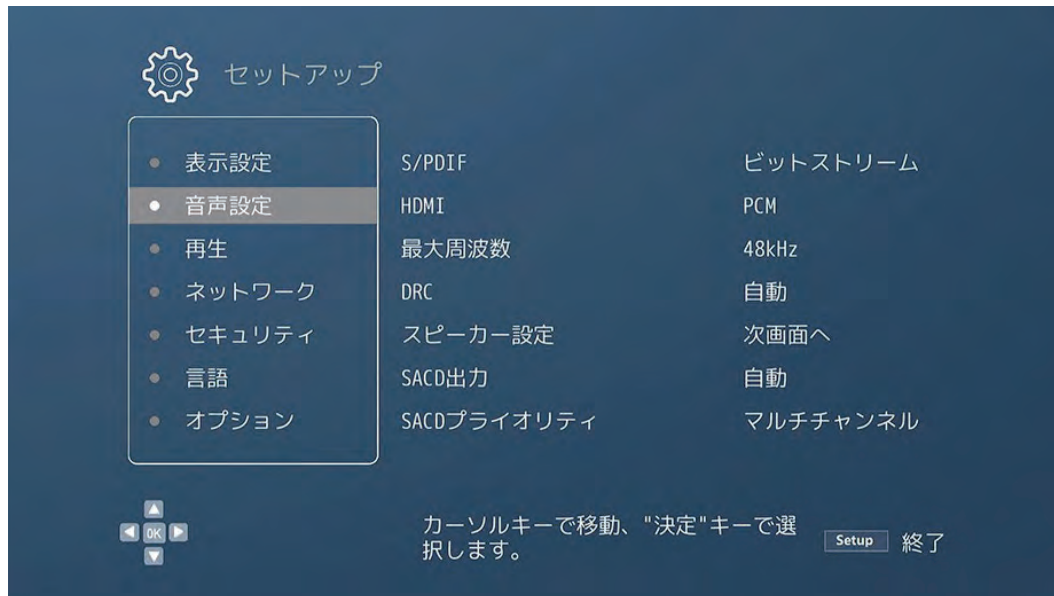 セットアップ
表示設定 S/PDIF ビットストリーム
音声設定 HDMI PCM
再生 最大周波数 48kHz
ネットワーク DRC 自動
セキュリティ スピーカー設定 次画面へ
言語 SACD出力 自動
オプション SACDプライオリティ マルチチャンネル
OK
カーソルキーで移動、"決定"キーで選
択します。
Setup 終了